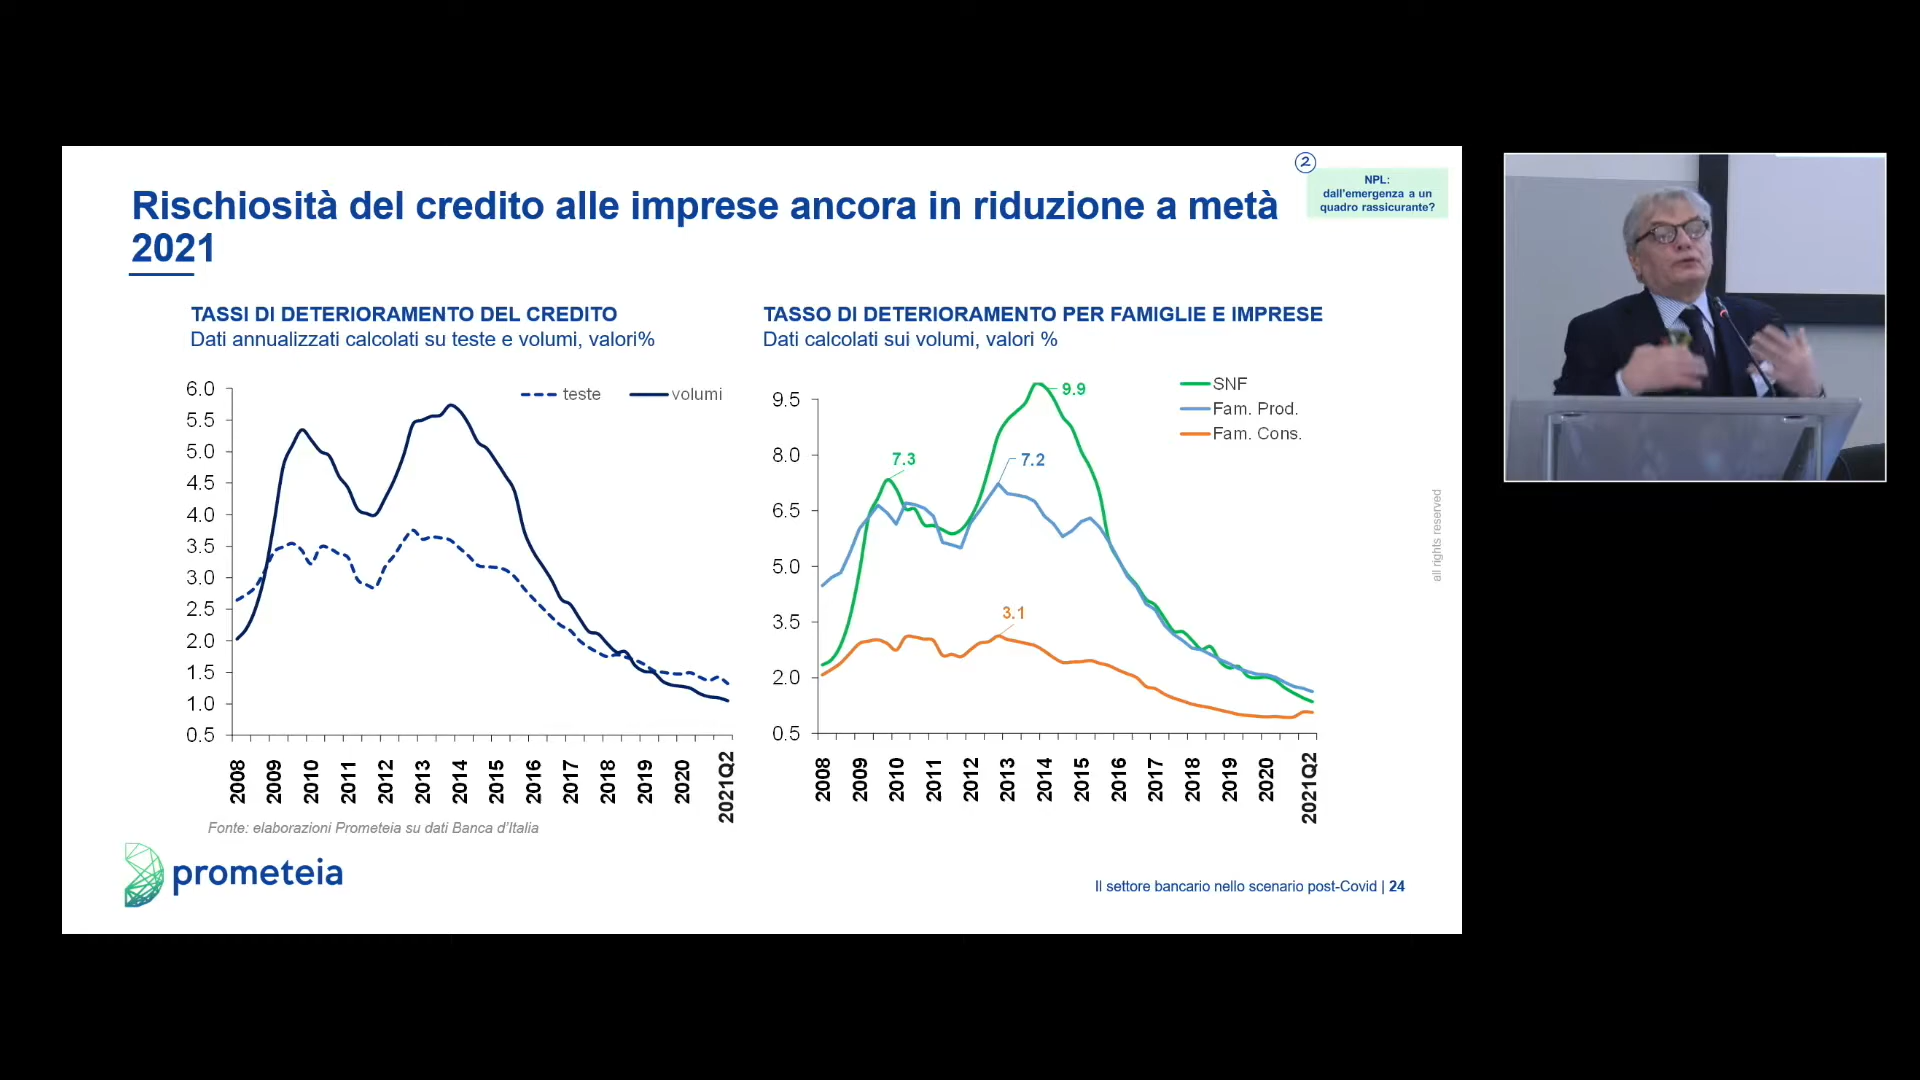 2
NPL:
dall'emergenza a un
quadro rassicurante?
Rischiosità del credito alle imprese ancora in riduzione a metà
2021
TASSI DI DETERIORAMENTO DEL CREDITO
Dati annualizzati calcolati su teste e volumi, valori%
teste
volumi
6.0
5.5
5.0
4.5
4.0
3.5
3.0
2.5
2.0
1.5
1.0
0.5
2008
2009
2010
2011
2012
2013
2014
2015
2016
2017
2018
2019
2020
2021Q2
TASSO DI DETERIORAMENTO PER FAMIGLIE E IMPRESE
Dati calcolati sui volumi, valori %
SNF
Fam. Prod.
Fam. Cons.
9.5
8.0
6.5
5.0
3.5
2.0
0.5
7.3
9.9
7.2
3.1
2008
2009
2010
2011
2012
2013
2014
2015
2016
2017
2018
2019
2020
2021Q2
all rights reserved
Fonte: elaborazioni Prometeia su dati Banca d'Italia
prometeia
Il settore bancario nello scenario post-Covid | 24